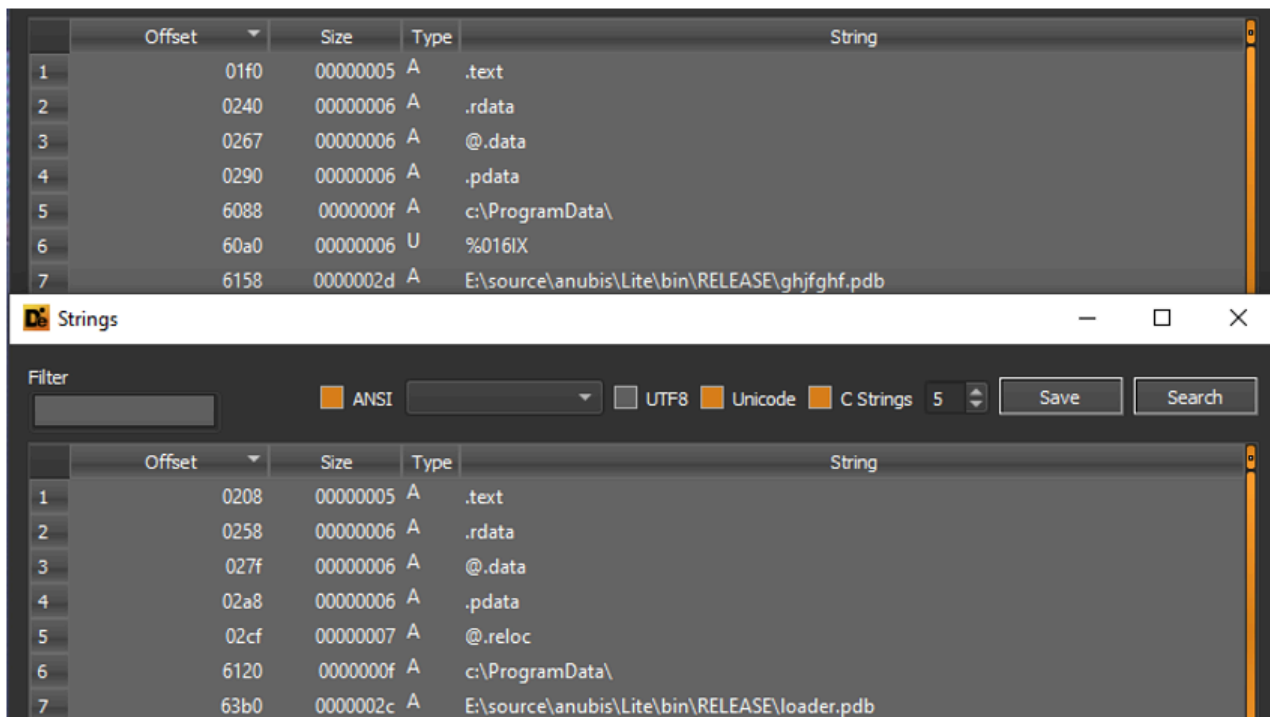 Offset Size Type String
1 01f0 00000005 A .text
2 0240 00000006 A .rdata
3 0267 00000006 A @.data
4 0290 00000006 A .pdata
5 6088 0000000f A c:\ProgramData\
6 60a0 00000006 U %016IX
7 6158 0000002d A E:\source\anubis\Lite\bin\RELEASE\ghjfghf.pdb
De Strings
Filter
ANSI UTF8 Unicode C Strings 5 Save Search
Offset Size Type String
1 0208 00000005 A .text
2 0258 00000006 A .rdata
3 027f 00000006 A @.data
4 02a8 00000006 A .pdata
5 02cf 00000007 A @.reloc
6 6120 0000000f A c:\ProgramData\
7 63b0 0000002c A E:\source\anubis\Lite\bin\RELEASE\loader.pdb